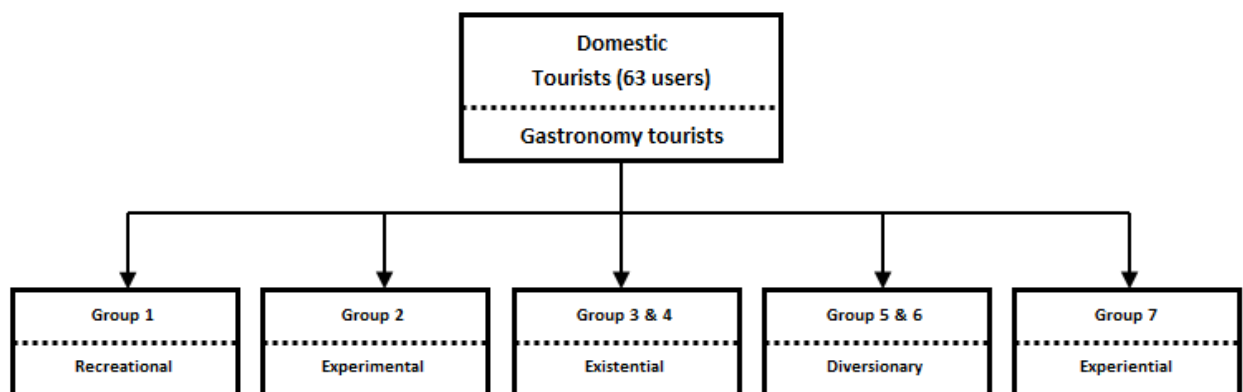 Domestic
Tourists (63 users)
Gastronomy tourists
Group 1
Recreational
Group 2
Experimental
Group 3 & 4
Existential
Group 5 & 6
Diversionary
Group 7
Experiential